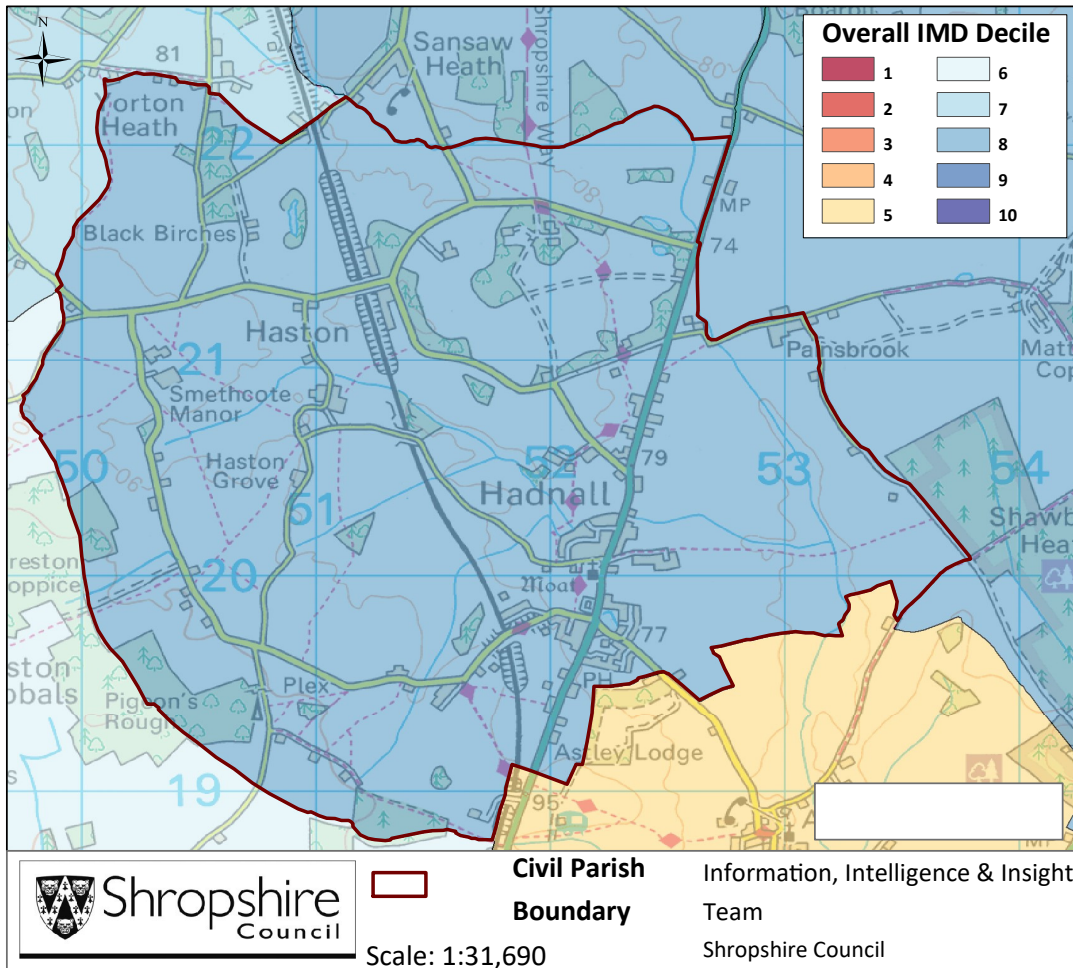 N
81
Sansaw
Heath
Shropshire Way
80
Overall IMD Decile
1
2
3
4
5
6
7
8
9
10
Heath
22
80
MP
74
Black Birches
Haston
21
Painsbrook
Smethcote
Manor
50
90
Haston
Grove
51
52
79
53
54
Hadnall
20
Moat
77
Plex
PH
Pigeon's
Rough
Astley Lodge
19
95
Shropshire
Council
Civil Parish
Boundary
Scale: 1:31,690
Information, Intelligence & Insight
Team
Shropshire Council